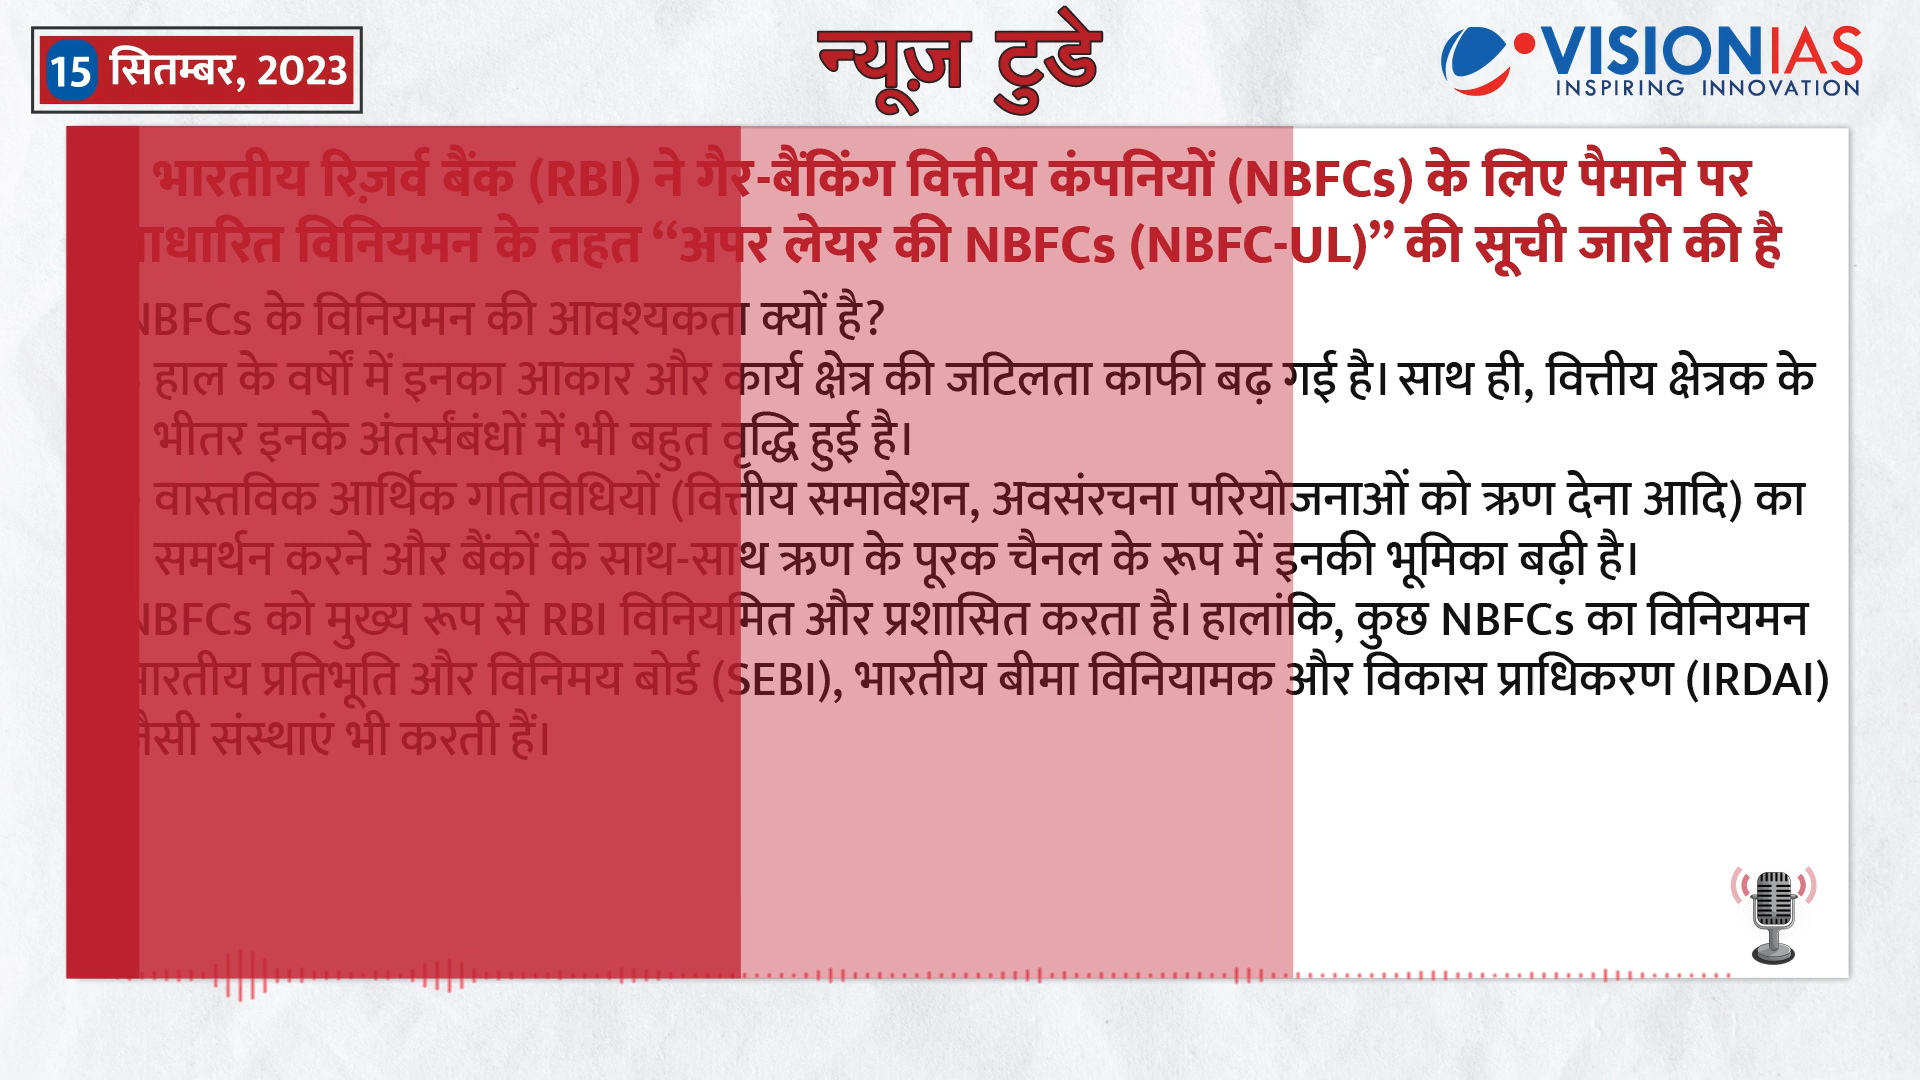 15 सितम्बर, 2023
न्यूज़ टुडे
VISIONIAS
INSPIRING INNOVATION
भारतीय रिज़र्व बैंक (RBI) ने गैर-बैंकिंग वित्तीय कंपनियों (NBFCs) के लिए पैमाने पर
विनियमन के तहत “अपर लेयर की NBFCs (NBFC-UL)” की सूची जारी की है
NBFCs के विनियमन की आवश्यकता क्यों है?
हाल के वर्षों में इनका आकार और कार्य क्षेत्र की जटिलता काफी बढ़ गई है। साथ ही, वित्तीय क्षेत्रक के
भीतर इनके अंतर्संबंधों में भी बहुत वृद्धि हुई है।
वास्तविक आर्थिक गतिविधियों (वित्तीय समावेशन, अवसंरचना परियोजनाओं को ऋण देना आदि) का
समर्थन करने और बैंकों के साथ-साथ ऋण के पूरक चैनल के रूप में इनकी भूमिका बढ़ी है।
NBFCs को मुख्य रूप से RBI विनियमित और प्रशासित करता है। हालांकि, कुछ NBFCs का विनियमन
प्रतिभूति और विनिमय बोर्ड (SEBI), भारतीय बीमा विनियामक और विकास प्राधिकरण (IRDAI)
संस्थाएं भी करती हैं।